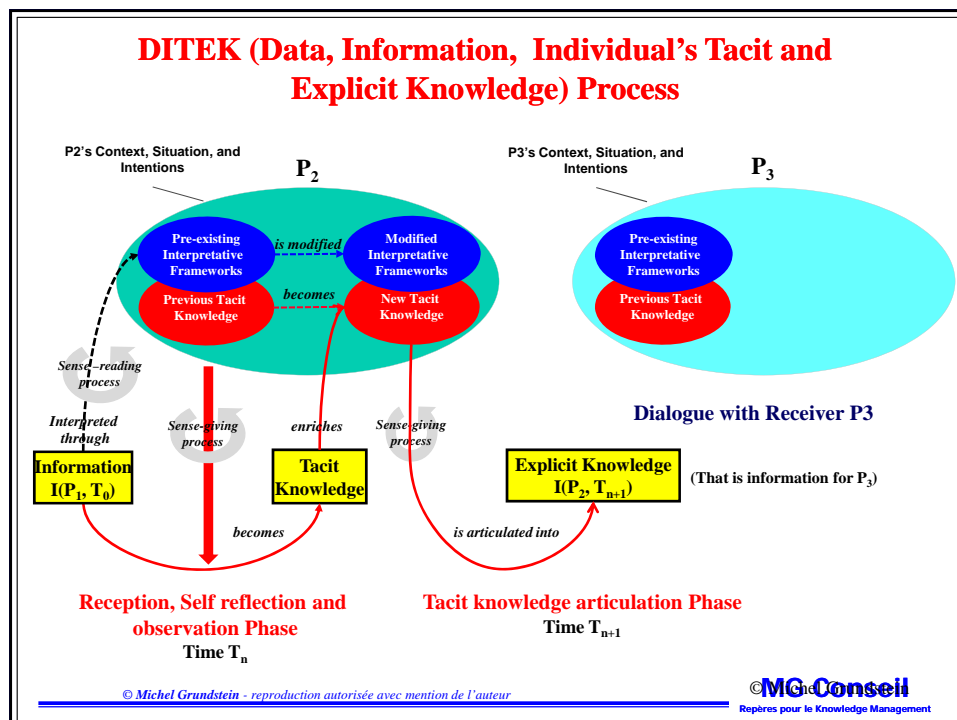 DITEK (Data, Information, Individual's Tacit and
Explicit Knowledge) Process
P2's Context, Situation, and
Intentions
P2
P3's Context, Situation, and
Intentions
P3
Pre-existing
Interpretative
Frameworks
is modified
Modified
Interpretative
Frameworks
Previous Tacit
Knowledge
becomes
New Tacit
Knowledge
Pre-existing
Interpretative
Frameworks
Previous Tacit
Knowledge
Sense –reading
process
Interpreted
through
Sense-giving
process
enriches
Sense-giving
process
Dialogue with Receiver P3
Information
I(P1, T0)
Tacit
Knowledge
Explicit Knowledge
I(P2, Tn+1)
(That is information for P3)
becomes
is articulated into
Reception, Self reflection and
observation Phase
Time Tn
Tacit knowledge articulation Phase
Time Tn+1
© Michel Grundstein - reproduction autorisée avec mention de l'auteur
© Michel Grundstein
MG Conseil
Repères pour le Knowledge Management